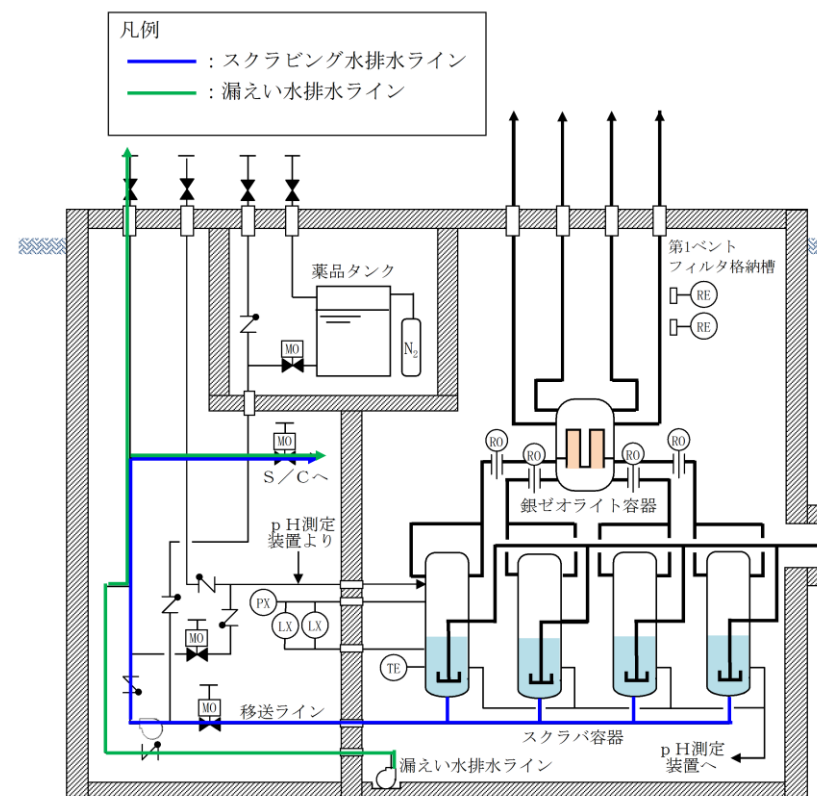 凡例
：スクラビング水排水ライン
：漏えい水排水ライン
第1ベント
フィルタ格納槽
薬品タンク
RE
RE
MO
N₂
MO
S／Cへ
RO
RO
RO
RO
銀ゼオライト容器
ｐH測定
装置より
PX
LX
LX
MO
TE
MO
移送ライン
スクラバ容器
ｐH測定
装置へ
漏えい水排水ライン